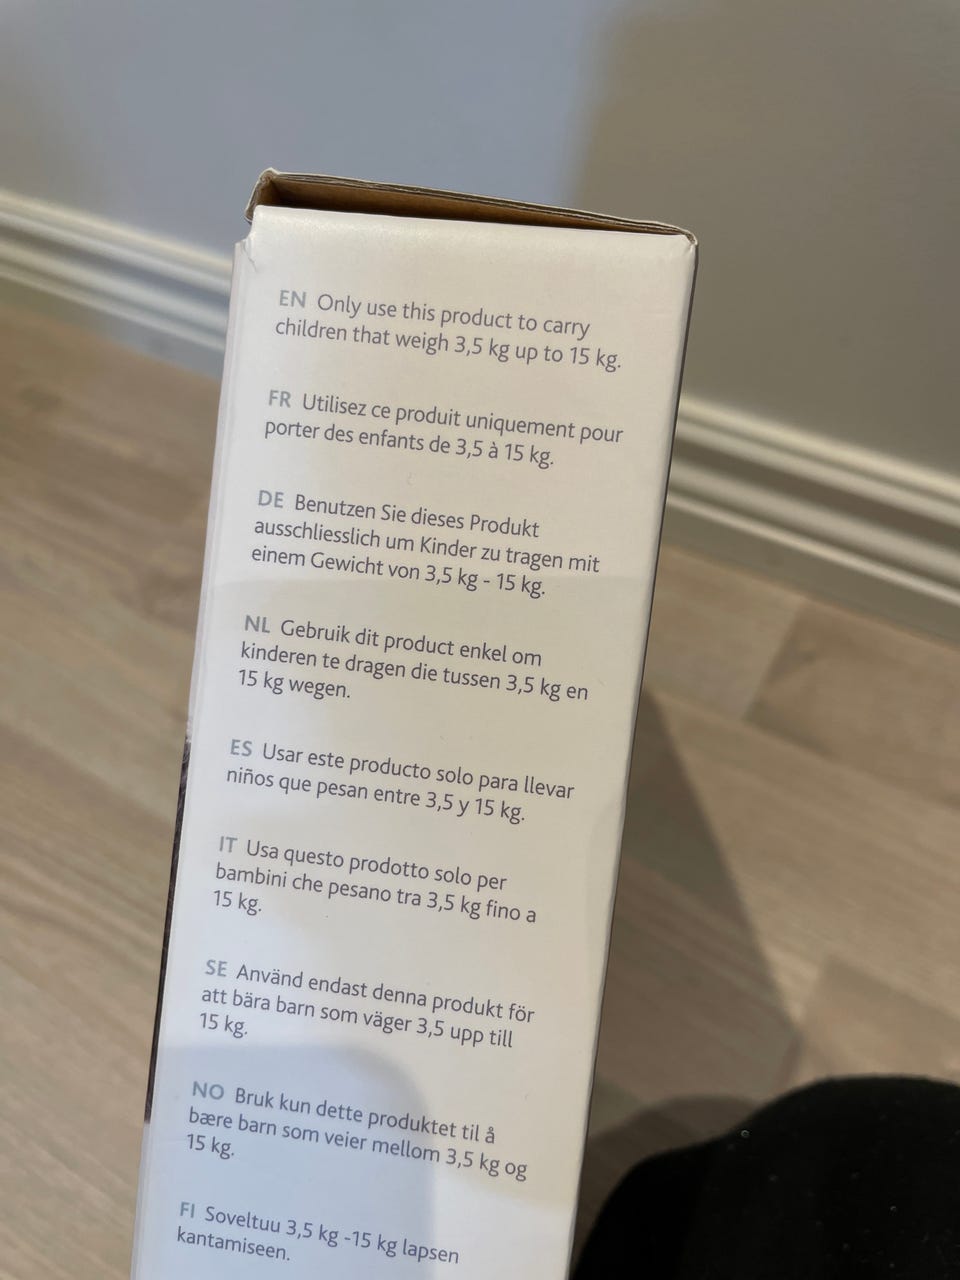 EN Only use this product to carry
children that weigh 3,5 kg up to 15 kg.
FR Utilisez ce produit uniquement pour
porter des enfants de 3,5 à 15 kg.
DE Benutzen Sie dieses Produkt
ausschliesslich um Kinder zu tragen mit
einem Gewicht von 3,5 kg - 15 kg.
NL Gebruik dit product enkel om
kinderen te dragen die tussen 3,5 kg en
15 kg wegen.
ES Usar este producto solo para llevar
niños que pesan entre 3,5 y 15 kg.
IT Usa questo prodotto solo per
bambini che pesano tra 3,5 kg fino a
15 kg.
SE Använd endast denna produkt för
att bära barn som väger 3,5 upp till
15 kg.
NO Bruk kun dette produktet til å
bære barn som veier mellom 3,5 kg og
15 kg.
FI Soveltuu 3,5 kg -15 kg lapsen
kantamiseen.